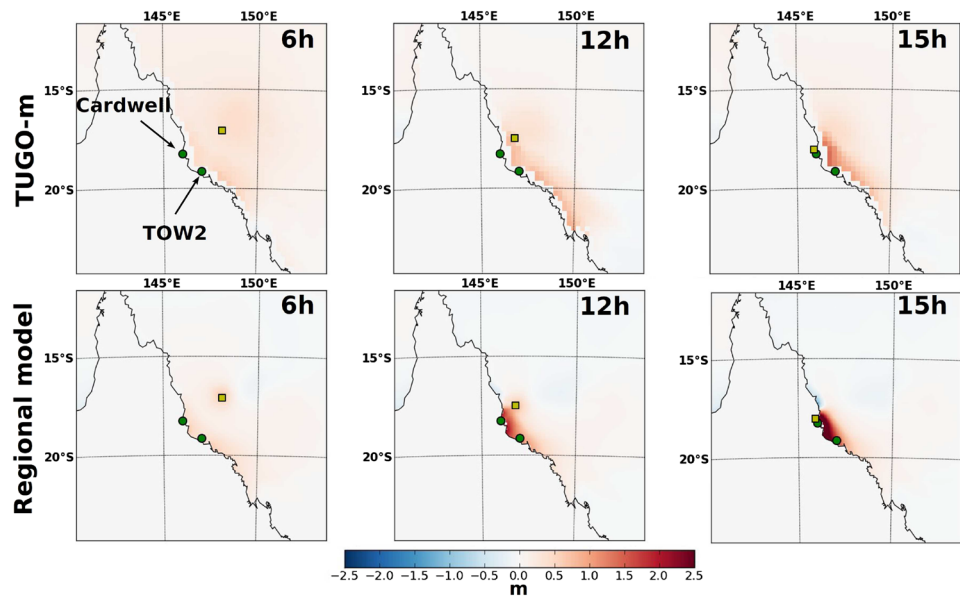 145°E 150°E 145°E 150°E 145°E 150°E
6h 12h 15h
15°S 15°S 15°S
Cardwell
TUGO-m
20°S 20°S 20°S
TOW2
145°E 150°E 145°E 150°E 145°E 150°E
6h 12h 15h
15°S 15°S 15°S
Regional model
20°S 20°S 20°S
−2.5 −2.0 −1.5 −1.0 −0.5 0.0 0.5 1.0 1.5 2.0 2.5
m